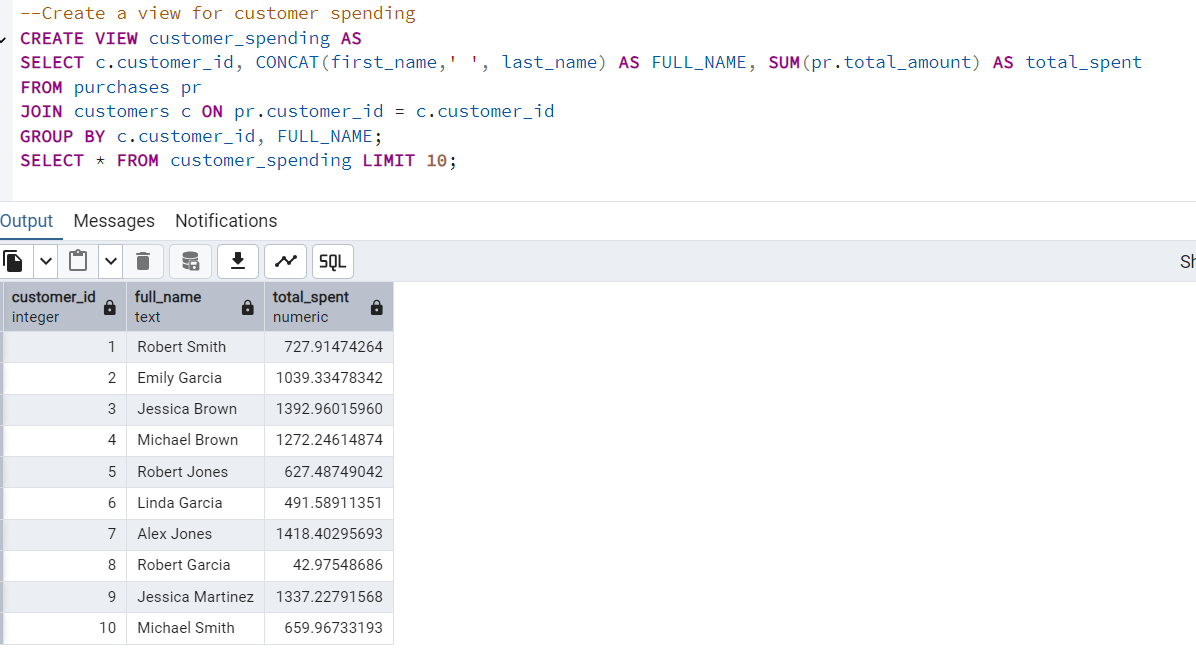 --Create a view for customer spending
CREATE VIEW customer_spending AS
SELECT c.customer_id, CONCAT(first_name,' ', last_name) AS FULL_NAME, SUM(pr.total_amount) AS total_spent
FROM purchases pr
JOIN customers c ON pr.customer_id = c.customer_id
GROUP BY c.customer_id, FULL_NAME;
SELECT * FROM customer_spending LIMIT 10;
Output Messages Notifications
SQL Sh
customer_id full_name total_spent
integer text numeric
1 Robert Smith 727.91474264
2 Emily Garcia 1039.33478342
3 Jessica Brown 1392.96015960
4 Michael Brown 1272.24614874
5 Robert Jones 627.48749042
6 Linda Garcia 491.58911351
7 Alex Jones 1418.40295693
8 Robert Garcia 42.97548686
9 Jessica Martinez 1337.22791568
10 Michael Smith 659.96733193